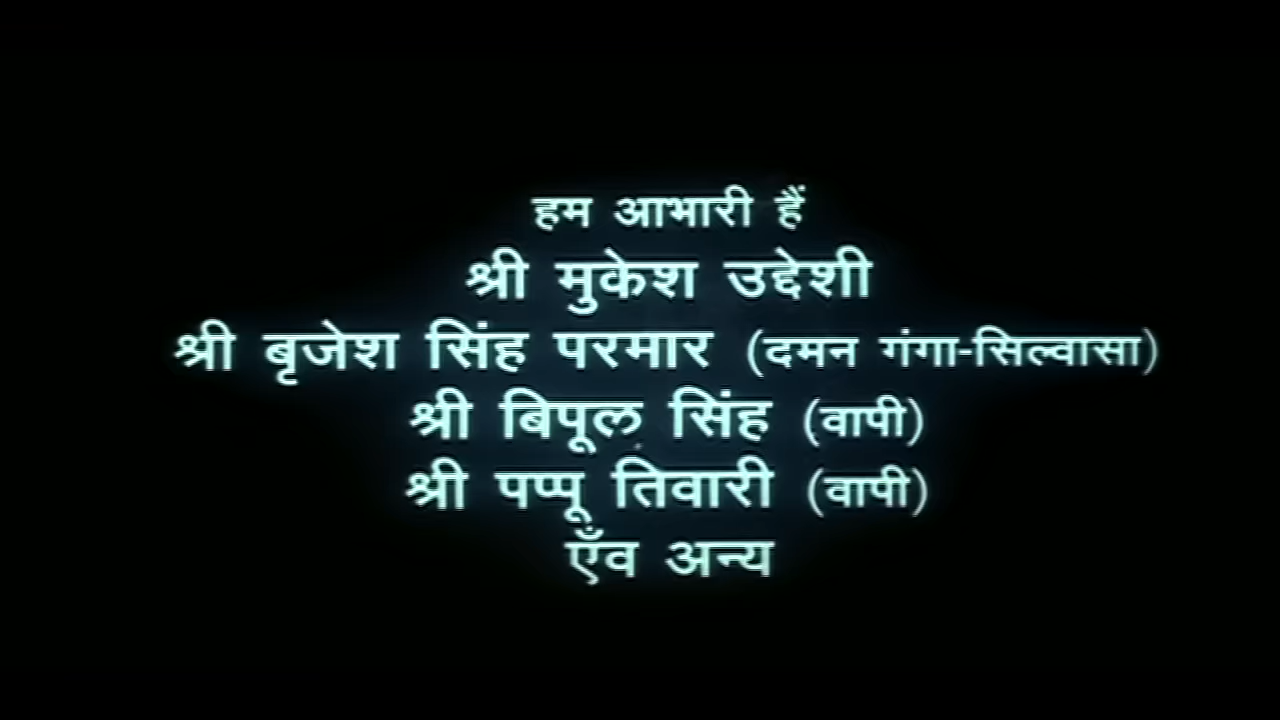 हम आभारी हैं
श्री मुकेश उद्देशी
श्री बृजेश सिंह परमार (दमन गंगा-सिल्वासा)
श्री बिपूल सिंह (वापी)
श्री पप्पू तिवारी (वापी)
एँव अन्य